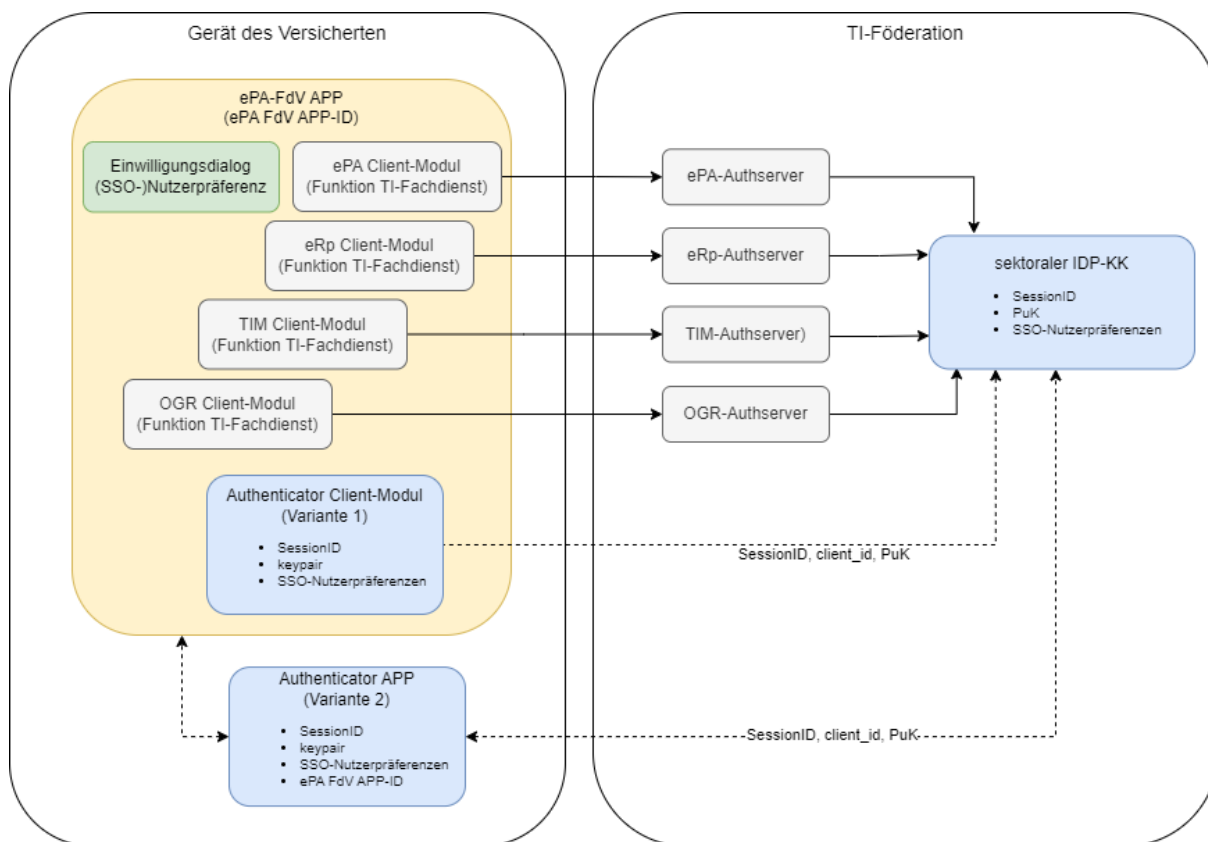 Gerät des Versicherten
TI-Föderation
ePA-FdV APP
(ePA FdV APP-ID)
Einwilligungsdialog
(SSO-)Nutzerpräferenz
ePA Client-Modul
(Funktion TI-Fachdienst)
ePA-Authserver
eRp Client-Modul
(Funktion TI-Fachdienst)
eRp-Authserver
sektoraler IDP-KK
SessionID
PuK
SSO-Nutzerpräferenzen
TIM Client-Modul
(Funktion TI-Fachdienst)
TIM-Authserver)
OGR Client-Modul
(Funktion TI-Fachdienst)
OGR-Authserver
Authenticator Client-Modul
(Variante 1)
SessionID
keypair
SSO-Nutzerpräferenzen
SessionID, client_id, PuK
Authenticator APP
(Variante 2)
SessionID
keypair
SSO-Nutzerpräferenzen
ePA FdV APP-ID
SessionID, client_id, PuK